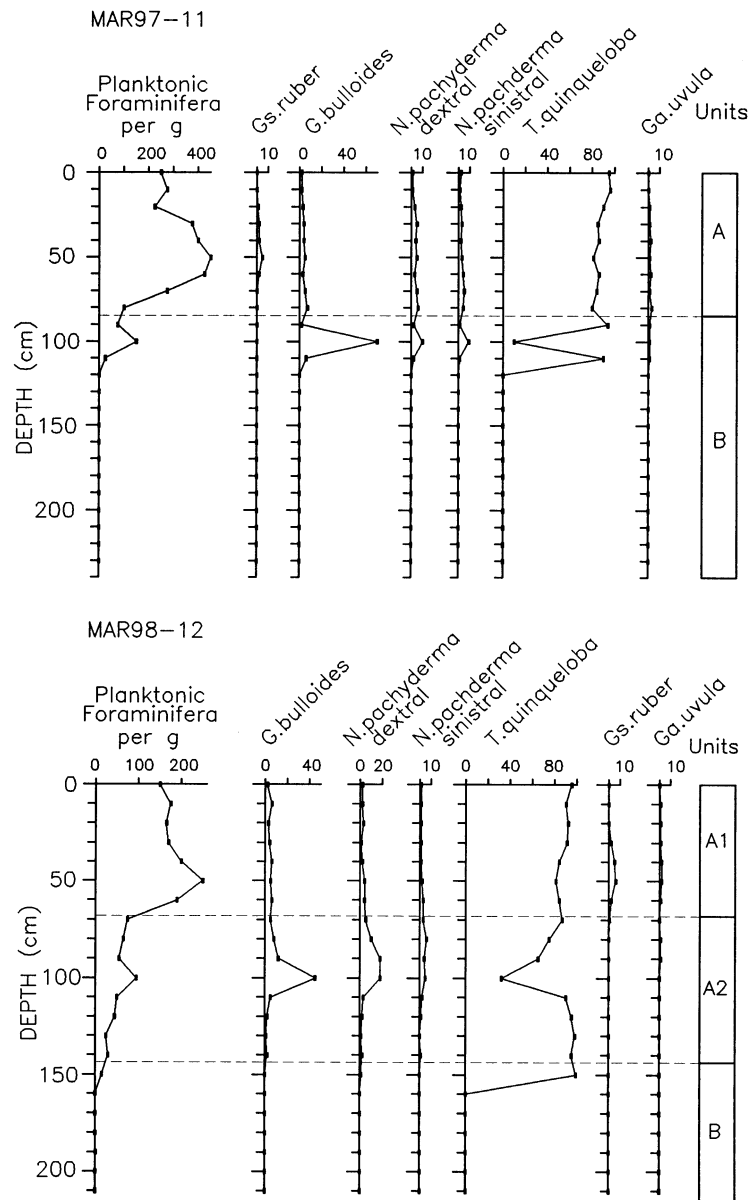 MAR97-11
Planktonic
Foraminifera
per g
Gs.ruber
G.bulloides
N.pachyderma
dextral
N.pachderma
sinistral
T.quinqueloba
Ga.uvula
Units
0 200 400
10
0 40
10
10
0 40 80
10
0
50
100
150
200
DEPTH (cm)
A
B
MAR98-12
Planktonic
Foraminifera
per g
G.bulloides
N.pachyderma
dextral
N.pachderma
sinistral
T.quinqueloba
Gs.ruber
Ga.uvula
Units
0 100 200
0 40
0 20
10
0 40 80
10
10
0
50
100
150
200
DEPTH (cm)
A1
A2
B